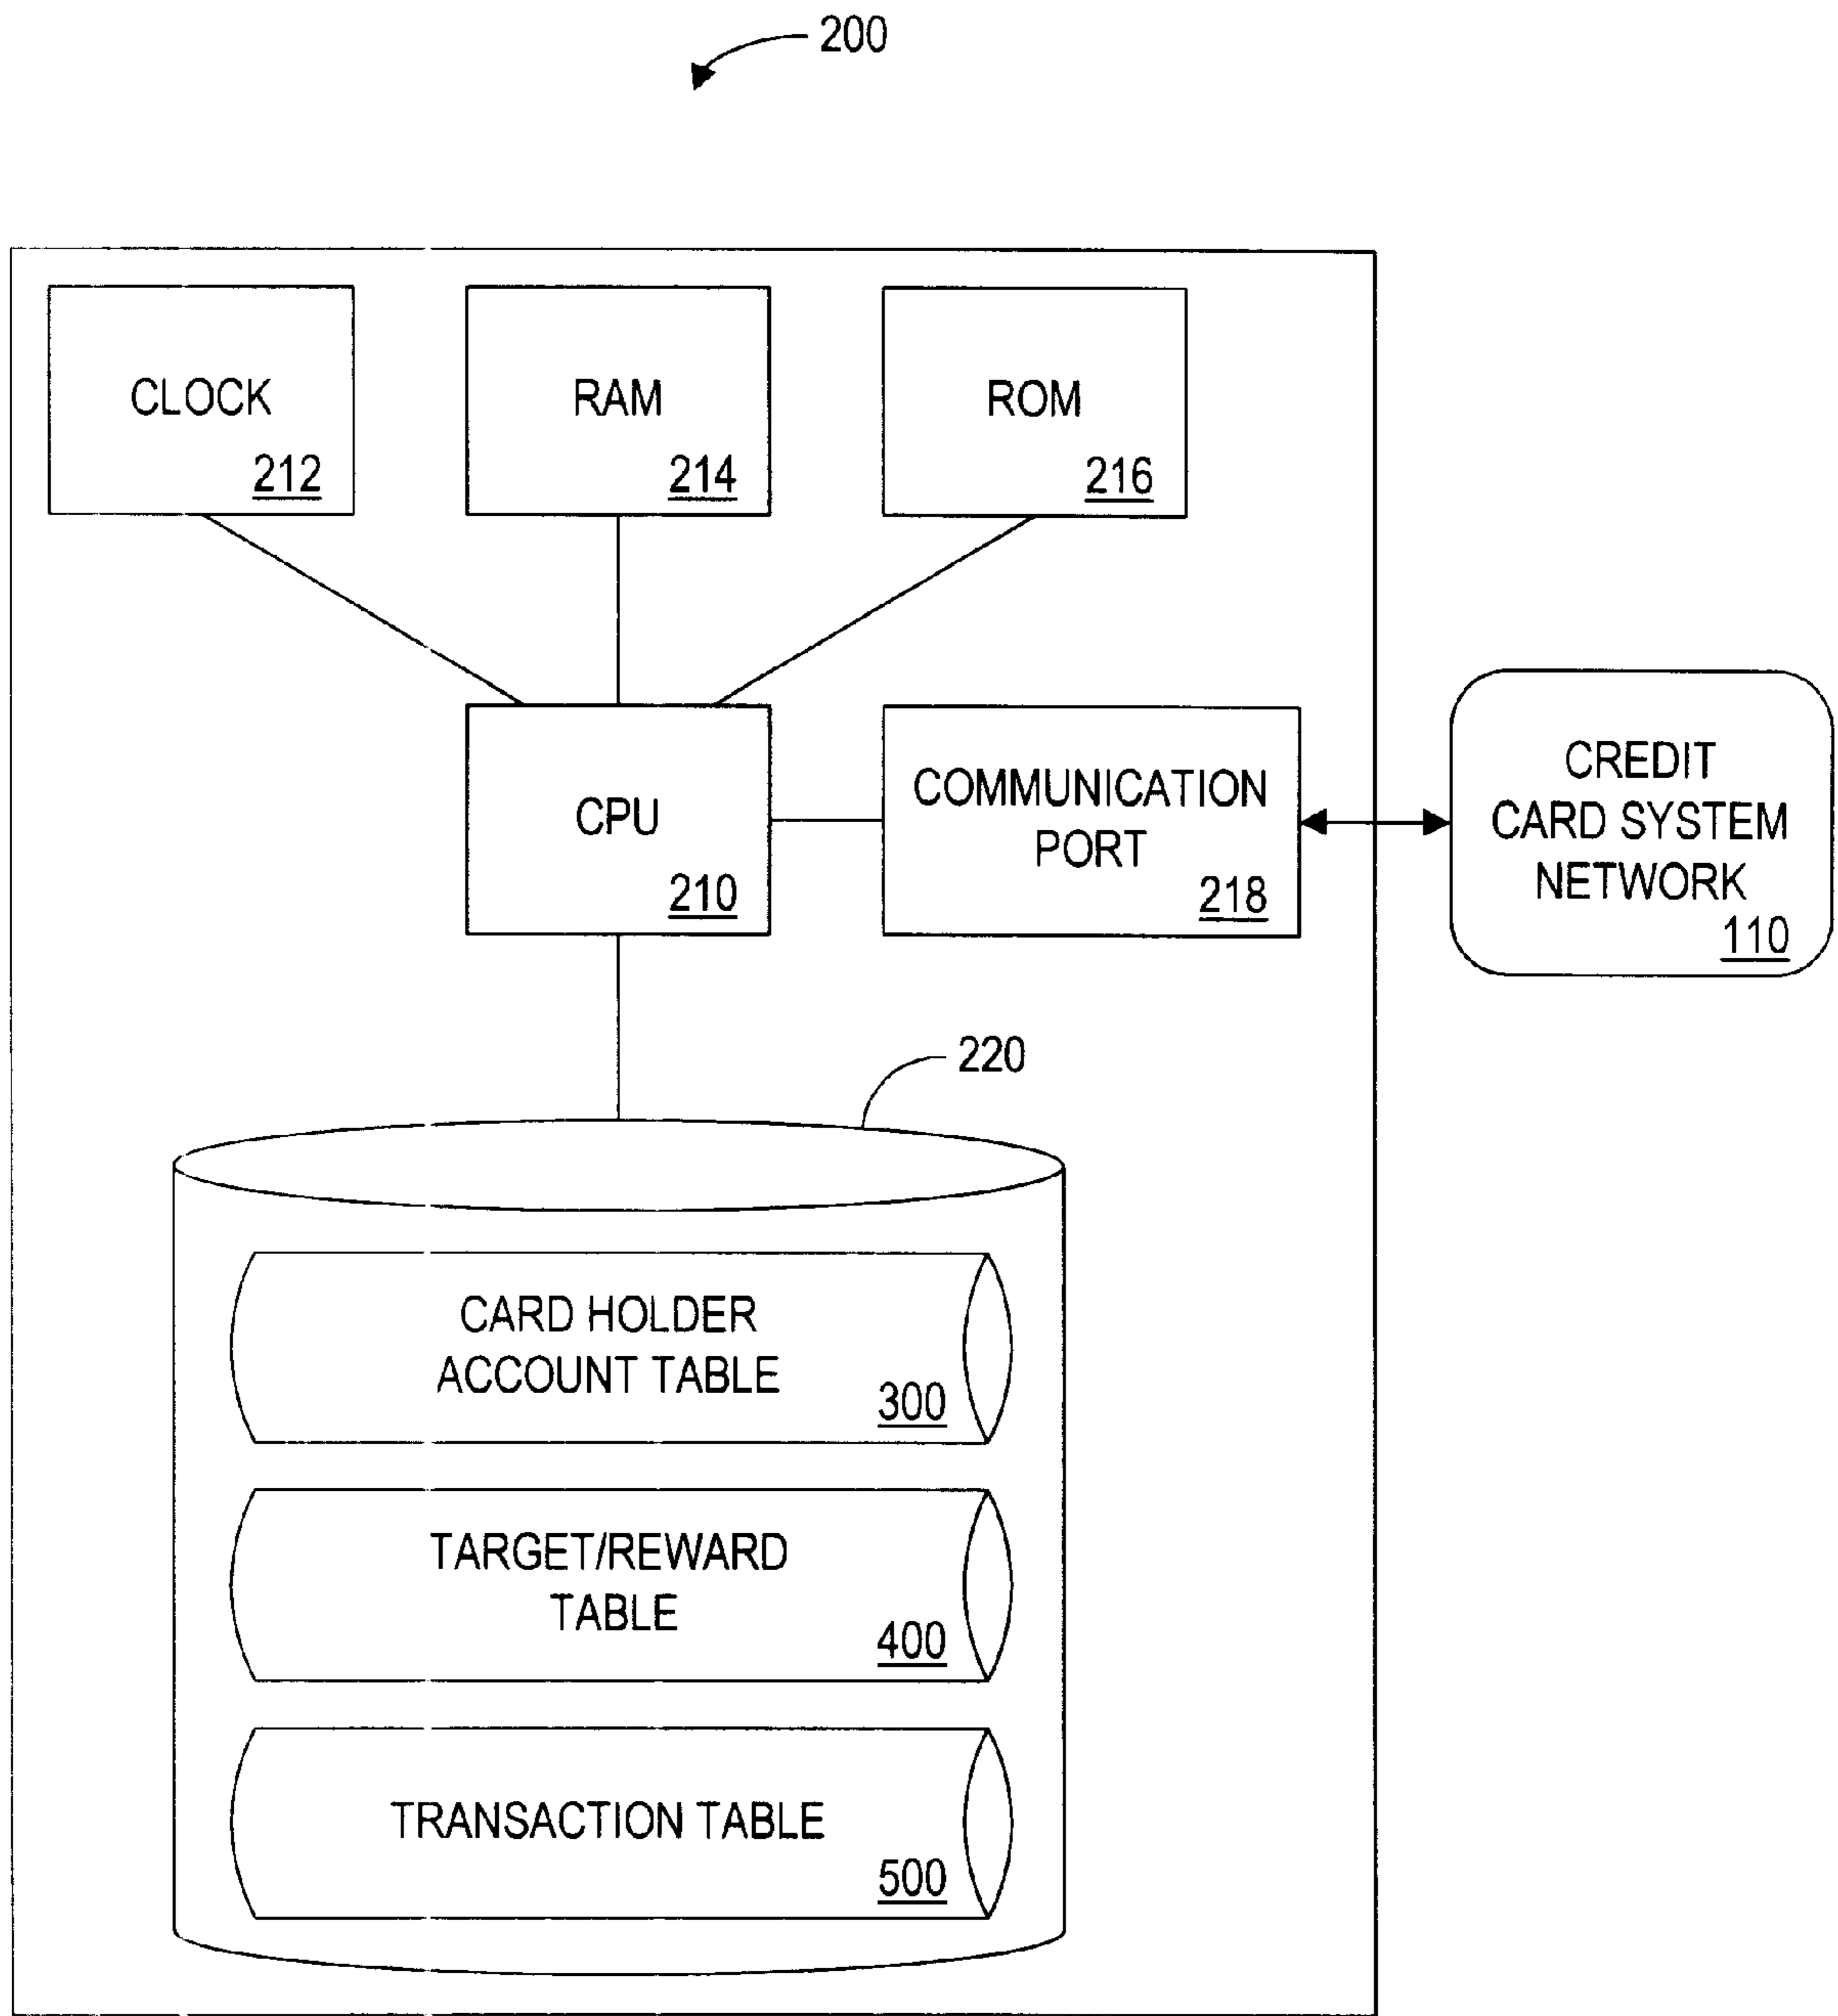 200
CLOCK
212
RAM
214
ROM
216
CPU
210
COMMUNICATION
PORT
218
CREDIT
CARD SYSTEM
NETWORK
110
220
CARD HOLDER
ACCOUNT TABLE
300
TARGET/REWARD
TABLE
400
TRANSACTION TABLE
500